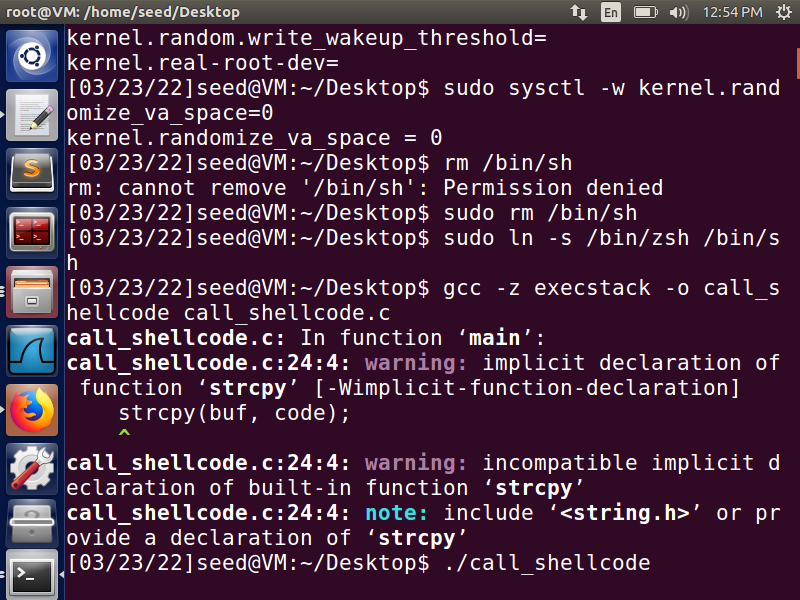 root@VM: /home/seed/Desktop
En
12:54 PM
kernel.random.write_wakeup_threshold=
kernel.real-root-dev=
[03/23/22]seed@VM:~/Desktop$ sudo sysctl -w kernel.rand
omize_va_space=0
kernel.randomize_va_space = 0
[03/23/22]seed@VM:~/Desktop$ rm /bin/sh
rm: cannot remove '/bin/sh': Permission denied
[03/23/22]seed@VM:~/Desktop$ sudo rm /bin/sh
[03/23/22]seed@VM:~/Desktop$ sudo ln -s /bin/zsh /bin/s
h
[03/23/22]seed@VM:~/Desktop$ gcc -z execstack -o call_s
hellcode call_shellcode.c
call_shellcode.c: In function ‘main’:
call_shellcode.c:24:4: warning: implicit declaration of
 function ‘strcpy’ [-Wimplicit-function-declaration]
    strcpy(buf, code);
    ^
call_shellcode.c:24:4: warning: incompatible implicit d
eclaration of built-in function ‘strcpy’
call_shellcode.c:24:4: note: include ‘<string.h>’ or pr
ovide a declaration of ‘strcpy’
[03/23/22]seed@VM:~/Desktop$ ./call_shellcode